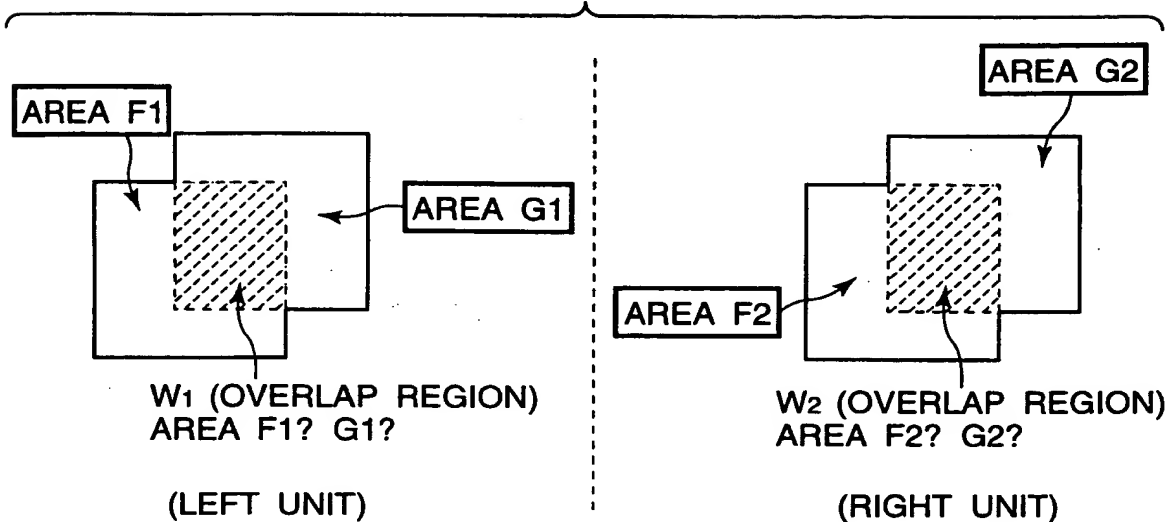 AREA F1
AREA G1
W1 (OVERLAP REGION)
AREA F1? G1?
(LEFT UNIT)
AREA G2
AREA F2
W2 (OVERLAP REGION)
AREA F2? G2?
(RIGHT UNIT)